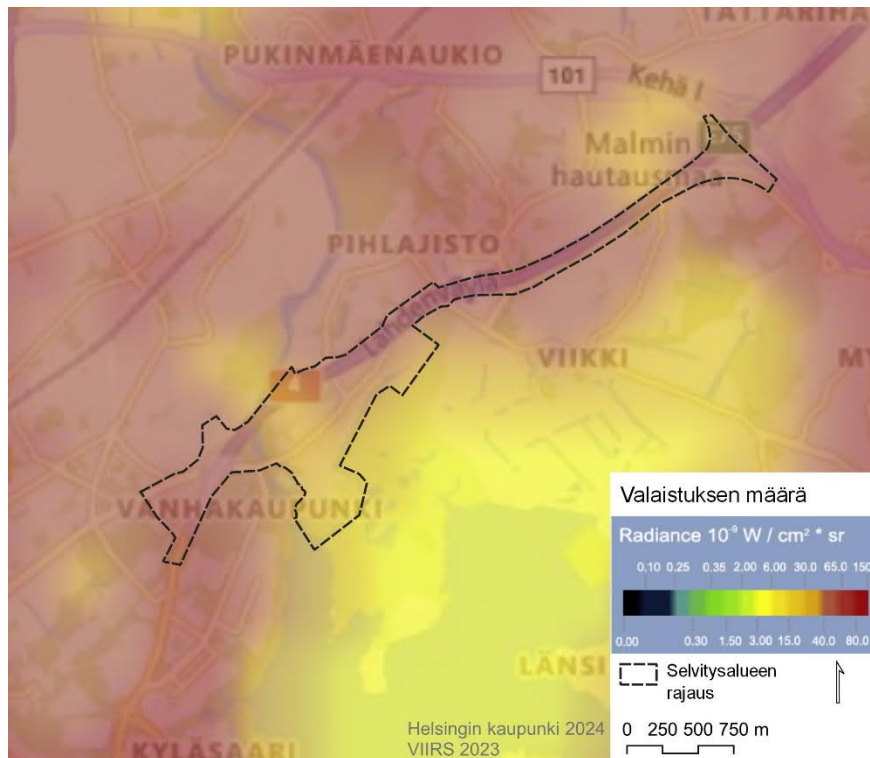 TATTARIHA
PUKINMÄENAUKIO
101
Kehä I
Malmin
hautausmaa
PIHLAJISTO
Lahdenväylä
VIIKKI
MY
4
VANHAKAUPUNKI
LÄNSI
KYLÄSAARI
Helsingin kaupunki 2024
VIIRS 2023
Valaistuksen määrä
Radiance 10⁻⁹ W / cm² * sr
0.10 0.25 0.35 2.00 6.00 30.0 65.0 150
0.00 0.30 1.50 3.00 15.0 40.0 80.0
Selvitysalueen
rajaus
0 250 500 750 m